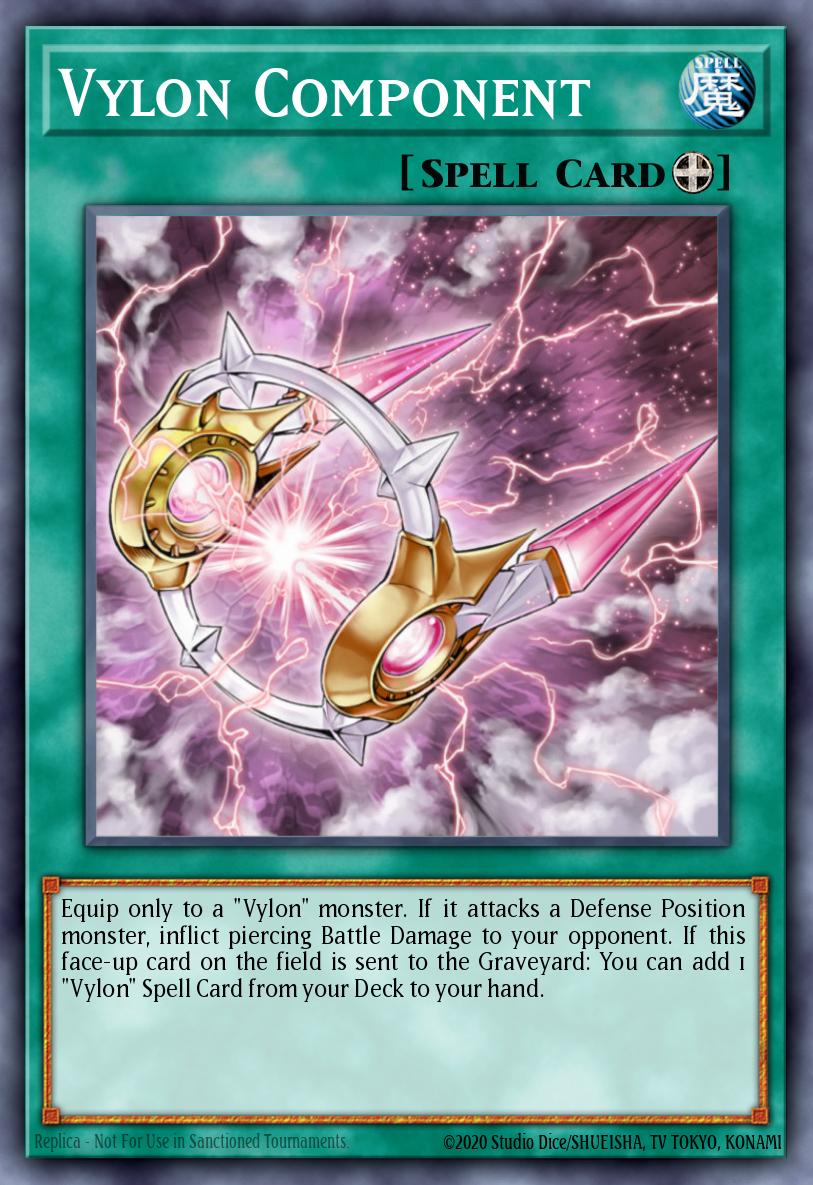 Vylon Component
SPELL
魔
[Spell Card]
Equip only to a "Vylon" monster. If it attacks a Defense Position
monster, inflict piercing Battle Damage to your opponent. If this
face-up card on the field is sent to the Graveyard: You can add 1
"Vylon" Spell Card from your Deck to your hand.
Replica - Not For Use in Sanctioned Tournaments.
©2020 Studio Dice/SHUEISHA, TV TOKYO, KONAMI